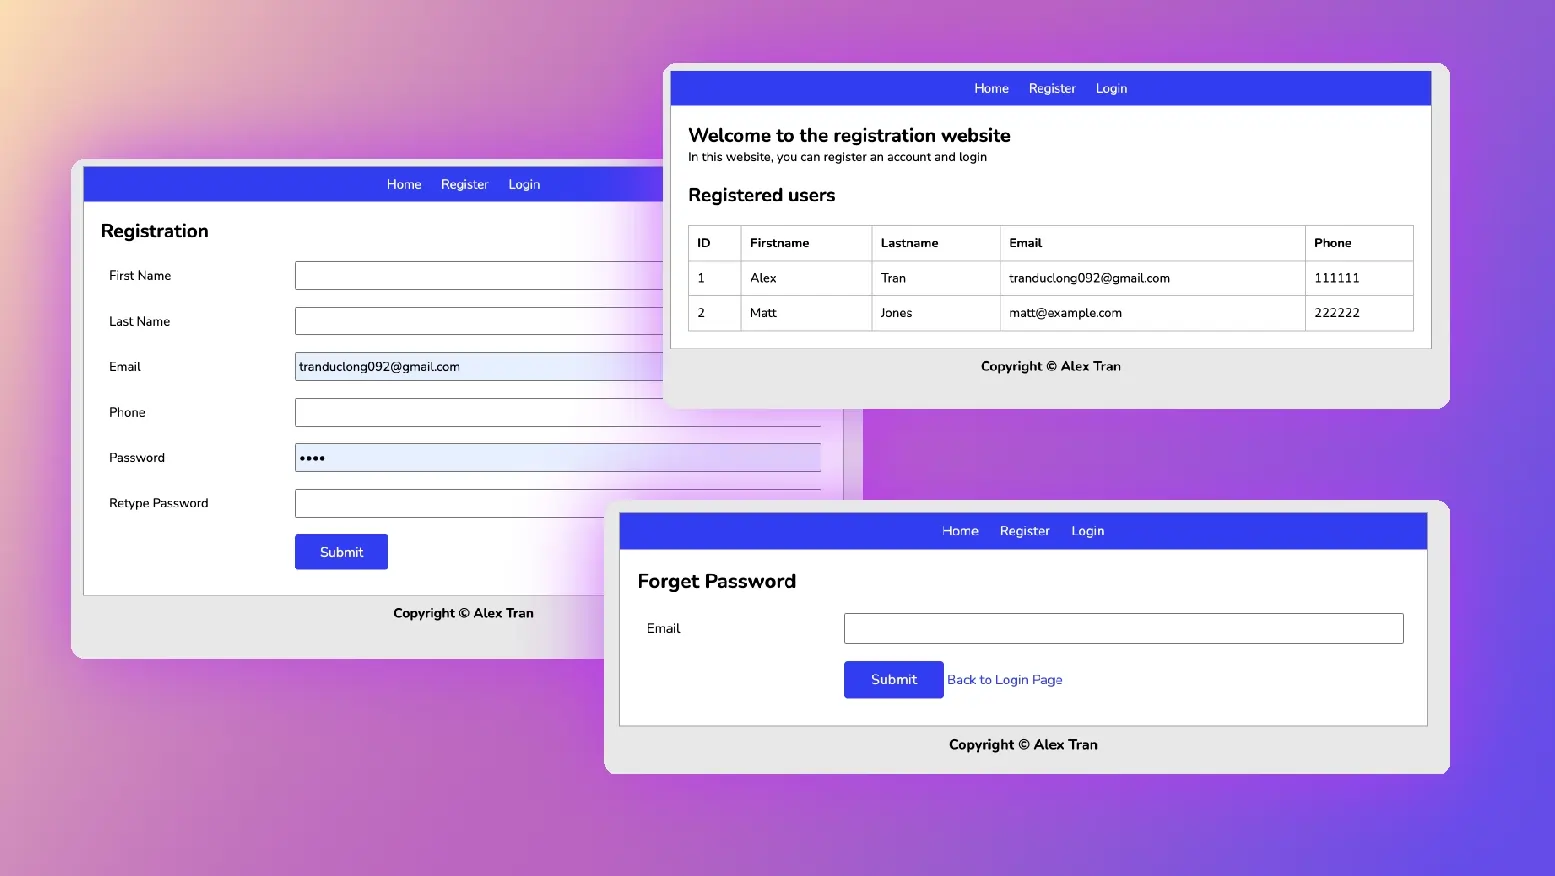 Home Register Login
Registration
First Name
Last Name
Email tranduclong092@gmail.com
Phone
Password ••••
Retype Password
Submit
Copyright © Alex Tran
Home Register Login
Welcome to the registration website
In this website, you can register an account and login
Registered users
ID Firstname Lastname Email Phone
1 Alex Tran tranduclong092@gmail.com 111111
2 Matt Jones matt@example.com 222222
Copyright © Alex Tran
Home Register Login
Forget Password
Email
Submit Back to Login Page
Copyright © Alex Tran